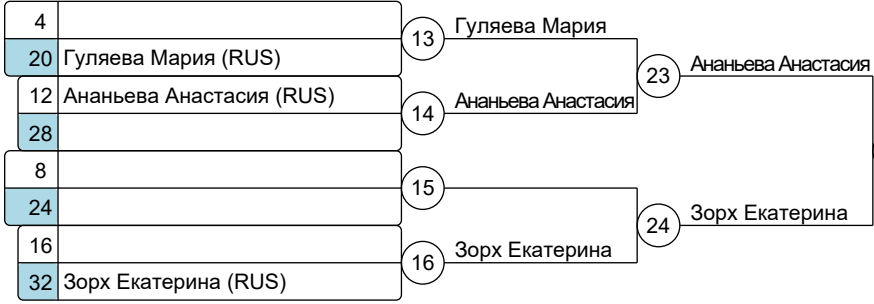 4
20 Гуляева Мария (RUS)
13
Гуляева Мария
12 Ананьева Анастасия (RUS)
28
14
Ананьева Анастасия
23
Ананьева Анастасия
8
24
15
16
32 Зорх Екатерина (RUS)
16
Зорх Екатерина
24
Зорх Екатерина